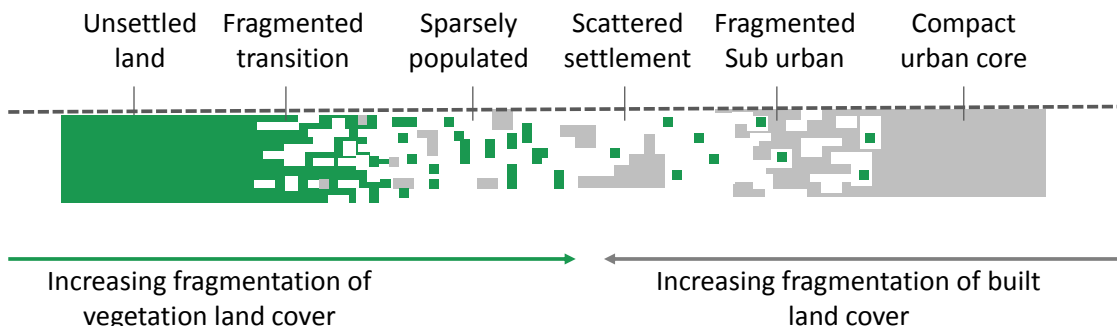 Unsettled land
Fragmented transition
Sparsely populated
Scattered settlement
Fragmented Sub urban
Compact urban core
Increasing fragmentation of
vegetation land cover
Increasing fragmentation of built
land cover